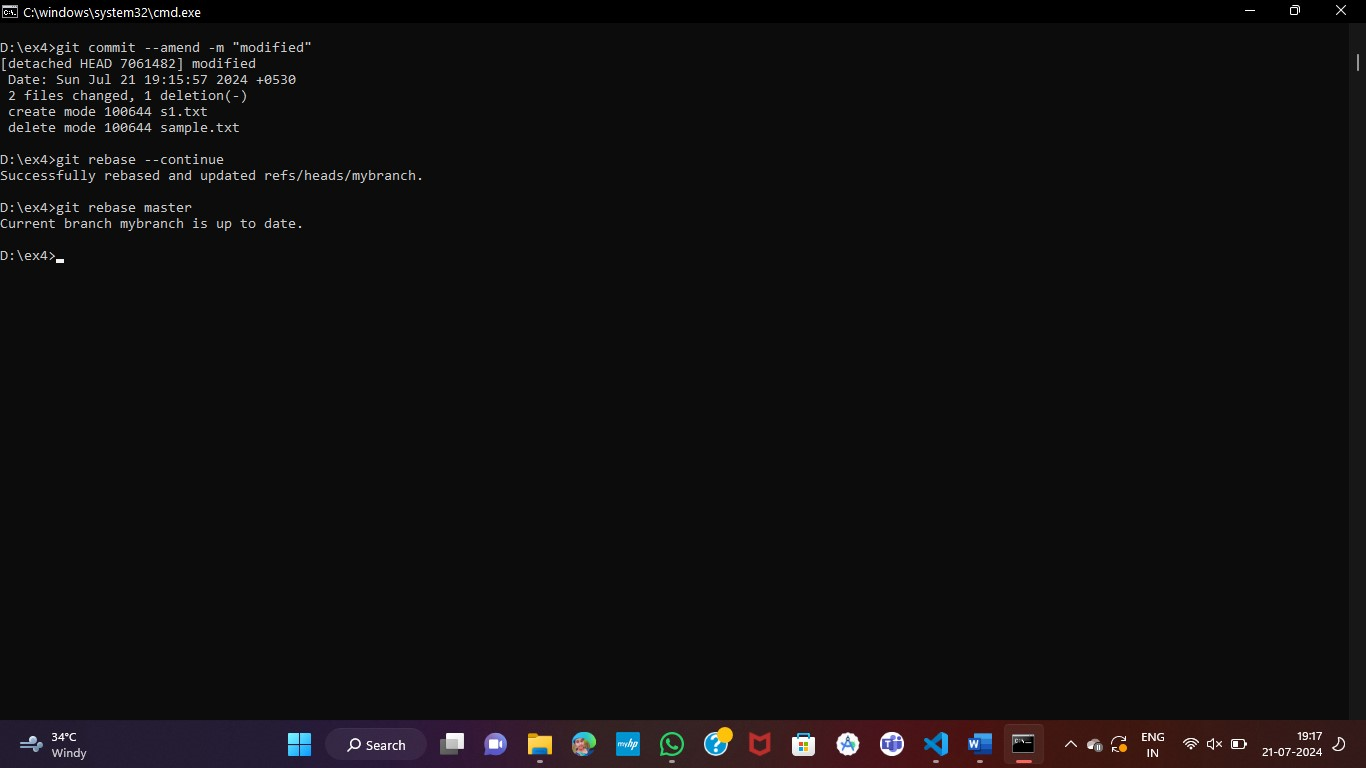 C:\windows\system32\cmd.exe
D:\ex4>git commit --amend -m "modified"
[detached HEAD 7061482] modified
 Date: Sun Jul 21 19:15:57 2024 +0530
 2 files changed, 1 deletion(-)
 create mode 100644 s1.txt
 delete mode 100644 sample.txt
D:\ex4>git rebase --continue
Successfully rebased and updated refs/heads/mybranch.
D:\ex4>git rebase master
Current branch mybranch is up to date.
D:\ex4>
34°C
Windy
Search
myhp
ENG
IN
19:17
21-07-2024